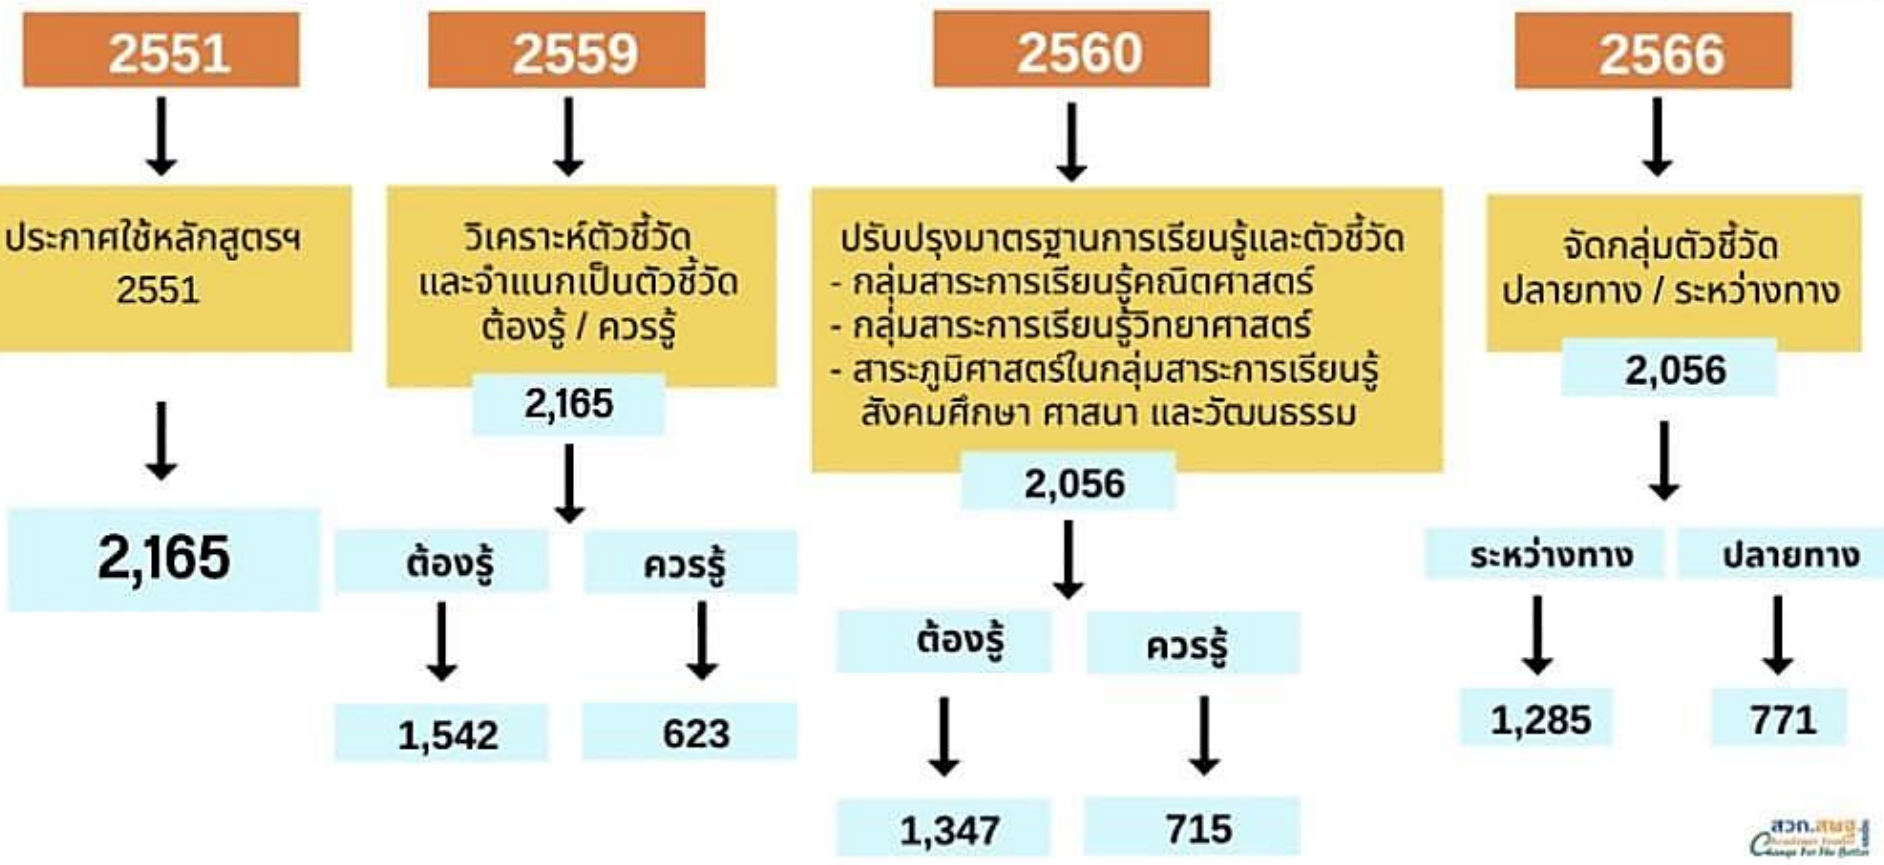 2551
ประกาศใช้หลักสูตรฯ
2551
2,165
2559
วิเคราะห์ตัวชี้วัด
และจำแนกเป็นตัวชี้วัด
ต้องรู้ / ควรรู้
2,165
ต้องรู้
ควรรู้
1,542
623
2560
ปรับปรุงมาตรฐานการเรียนรู้และตัวชี้วัด
- กลุ่มสาระการเรียนรู้คณิตศาสตร์
- กลุ่มสาระการเรียนรู้วิทยาศาสตร์
- สาระภูมิศาสตร์ในกลุ่มสาระการเรียนรู้
สังคมศึกษา ศาสนา และวัฒนธรรม
2,056
ต้องรู้
ควรรู้
1,347
715
2566
จัดกลุ่มตัวชี้วัด
ปลายทาง / ระหว่างทาง
2,056
ระหว่างทาง
ปลายทาง
1,285
771
สวก.สพฐ.
Change For The Better